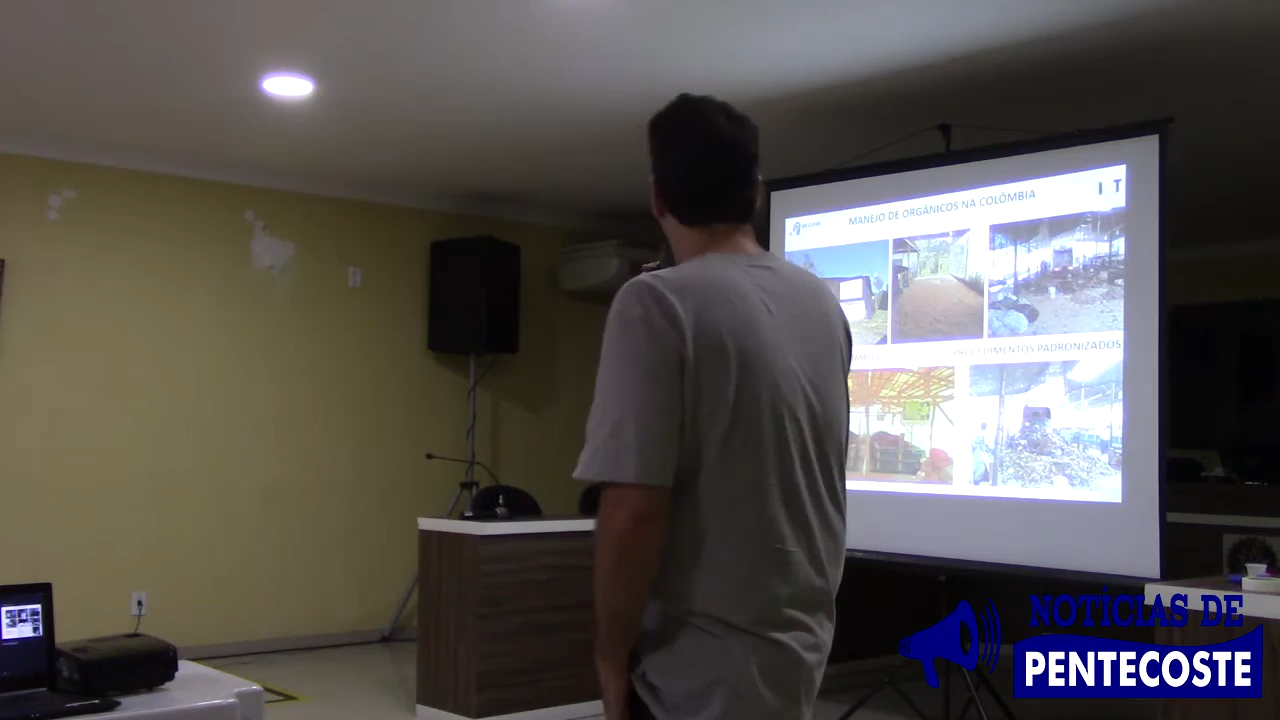 MANEJO DE ORGÂNICOS NA COLÔMBIA
I T
PROCEDIMENTOS PADRONIZADOS
NOTÍCIAS DE
PENTECOSTE